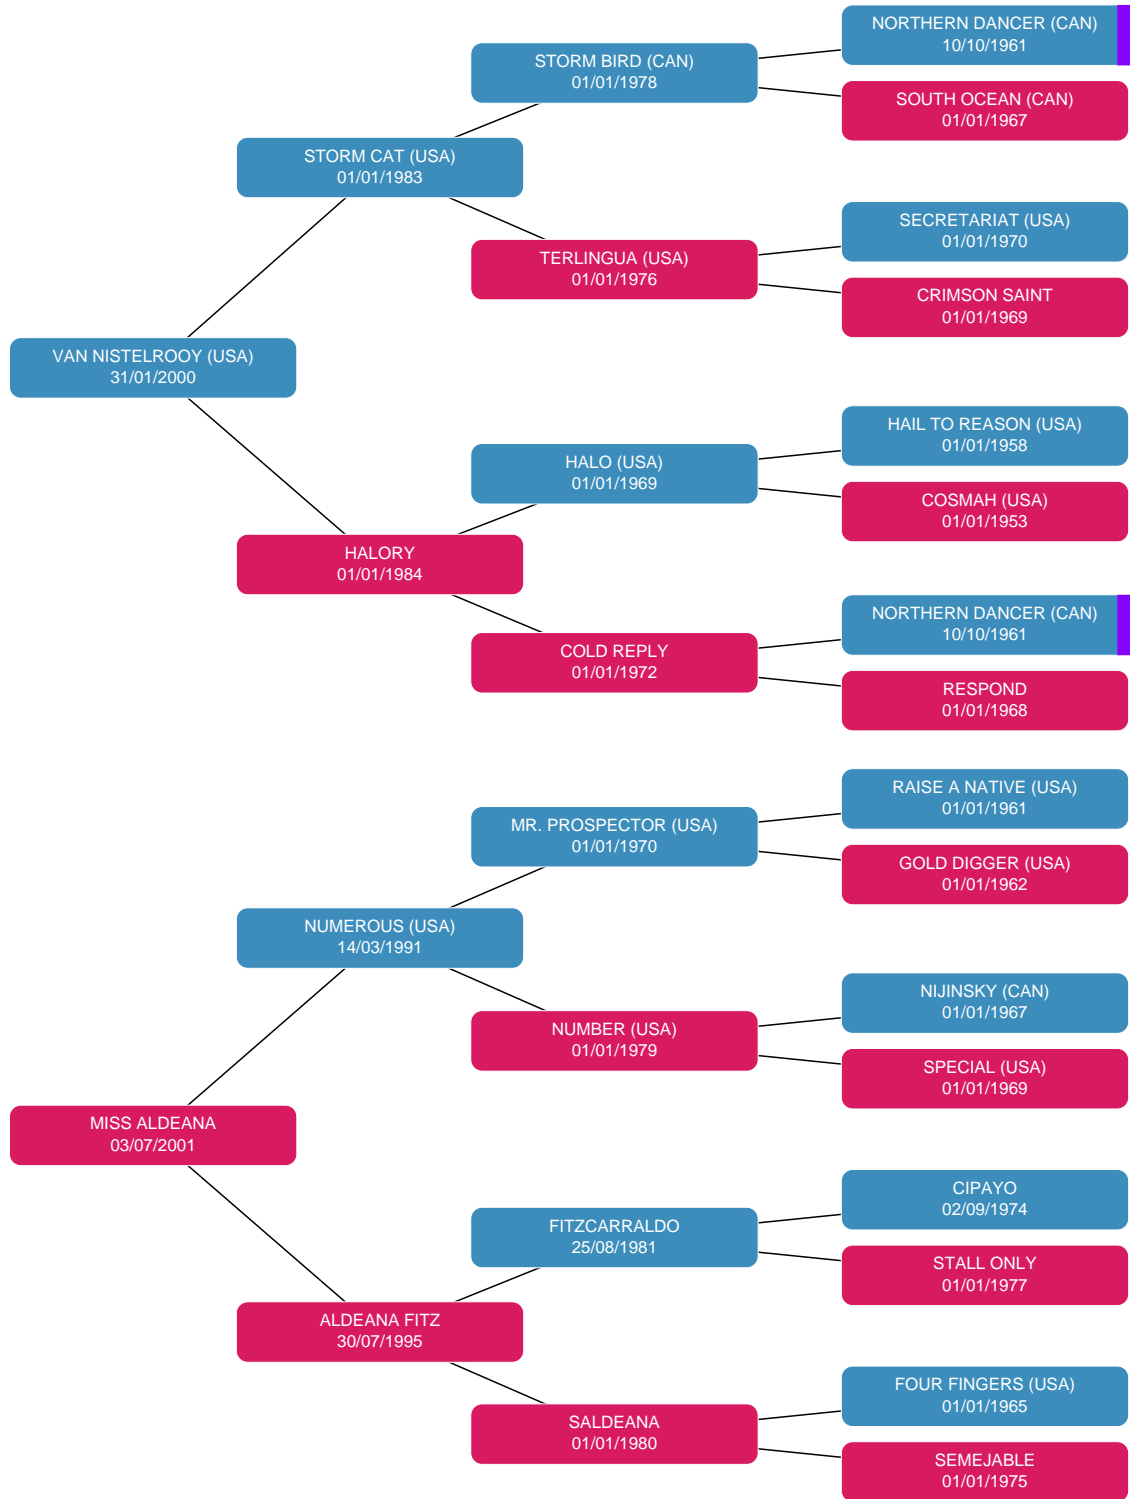 NORTHERN DANCER (CAN)
10/10/1961
STORM BIRD (CAN)
01/01/1978
SOUTH OCEAN (CAN)
01/01/1967
STORM CAT (USA)
01/01/1983
SECRETARIAT (USA)
01/01/1970
TERLINGUA (USA)
01/01/1976
CRIMSON SAINT
01/01/1969
VAN NISTELROOY (USA)
31/01/2000
HAIL TO REASON (USA)
01/01/1958
HALO (USA)
01/01/1969
COSMAH (USA)
01/01/1953
HALORY
01/01/1984
NORTHERN DANCER (CAN)
10/10/1961
COLD REPLY
01/01/1972
RESPOND
01/01/1968
RAISE A NATIVE (USA)
01/01/1961
MR. PROSPECTOR (USA)
01/01/1970
GOLD DIGGER (USA)
01/01/1962
NUMEROUS (USA)
14/03/1991
NIJINSKY (CAN)
01/01/1967
NUMBER (USA)
01/01/1979
SPECIAL (USA)
01/01/1969
MISS ALDEANA
03/07/2001
CIPAYO
02/09/1974
FITZCARRALDO
25/08/1981
STALL ONLY
01/01/1977
ALDEANA FITZ
30/07/1995
FOUR FINGERS (USA)
01/01/1965
SALDEANA
01/01/1980
SEMEJABLE
01/01/1975